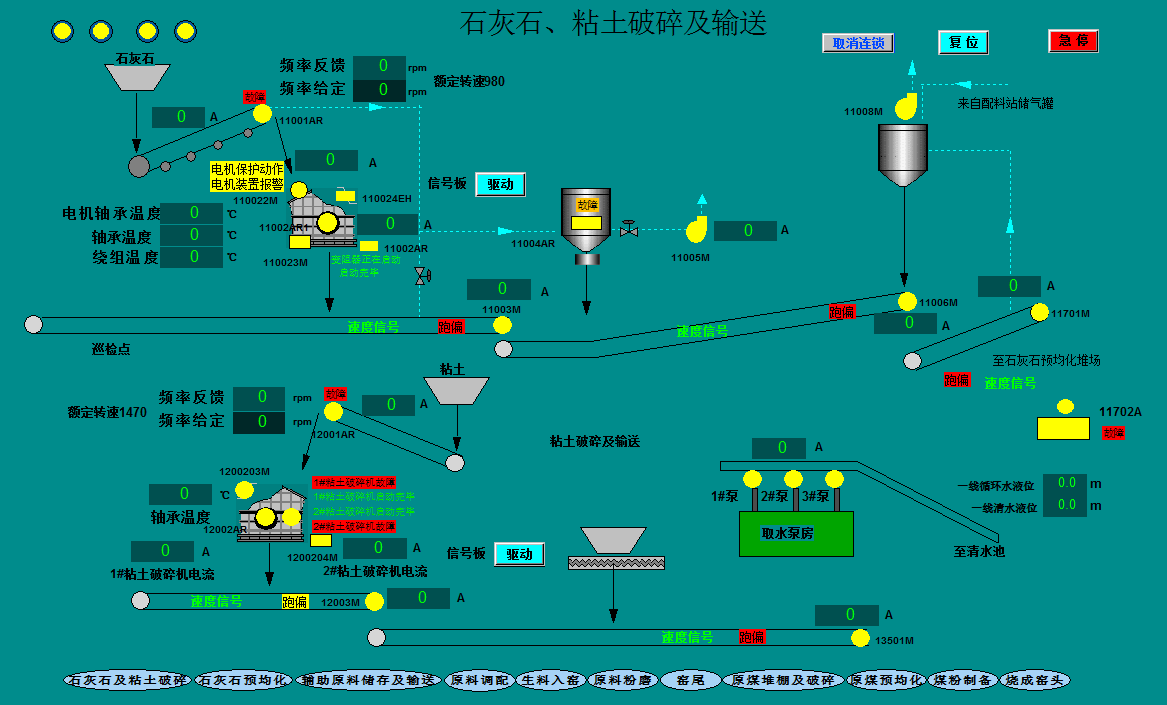 石灰石、粘土破碎及输送
取消连锁
复位
急停
石灰石
频率反馈 0 rpm
频率给定 0 rpm
额定转速980
故障
0 A
11001AR
11008M
来自配料站储气罐
电机保护动作
电机装置报警
0 A
信号板 驱动
110022M
110024EH
电机轴承温度 0 ℃
轴承温度 0 ℃
绕组温度 0 ℃
11002AR1
0 A
11002AR
110023M
变阻器正在启动
启动完毕
故障
11004AR
11005M
0 A
0 A
11003M
速度信号
跑偏
巡检点
速度信号
跑偏
11006M
0 A
0 A
11701M
至石灰石预均化堆场
跑偏
速度信号
11702A
故障
粘土
频率反馈 0 rpm
频率给定 0 rpm
额定转速1470
故障
0 A
12001AR
粘土破碎及输送
0 A
1#泵
2#泵
3#泵
取水泵房
一线循环水液位 0.0 m
一线清水液位 0.0 m
至清水池
1200203M
0 ℃
轴承温度
12002AR
1#粘土破碎机故障
1#粘土破碎机启动完毕
2#粘土破碎机启动完毕
2#粘土破碎机故障
1200204M
0 A
1#粘土破碎机电流
0 A
2#粘土破碎机电流
信号板 驱动
速度信号
跑偏
12003M
0 A
0 A
速度信号
跑偏
13501M
石灰石及粘土破碎 石灰石预均化 辅助原料储存及输送 原料调配 生料入窑 原料粉磨 窑尾 原煤堆棚及破碎 原煤预均化 煤粉制备 烧成窑头